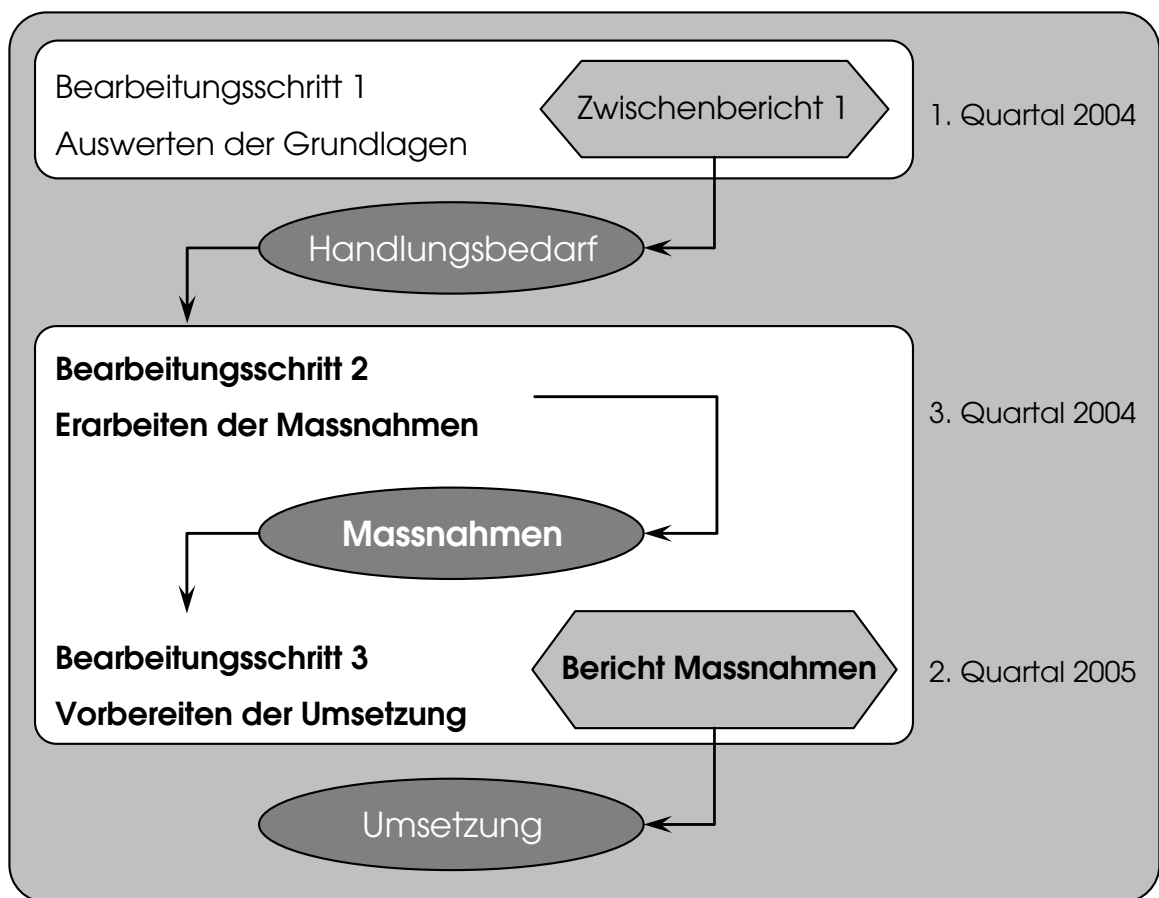 Bearbeitungsschritt 1
Auswerten der Grundlagen
Zwischenbericht 1
1. Quartal 2004
Handlungsbedarf
Bearbeitungsschritt 2
Erarbeiten der Massnahmen
3. Quartal 2004
Massnahmen
Bearbeitungsschritt 3
Vorbereiten der Umsetzung
Bericht Massnahmen
2. Quartal 2005
Umsetzung